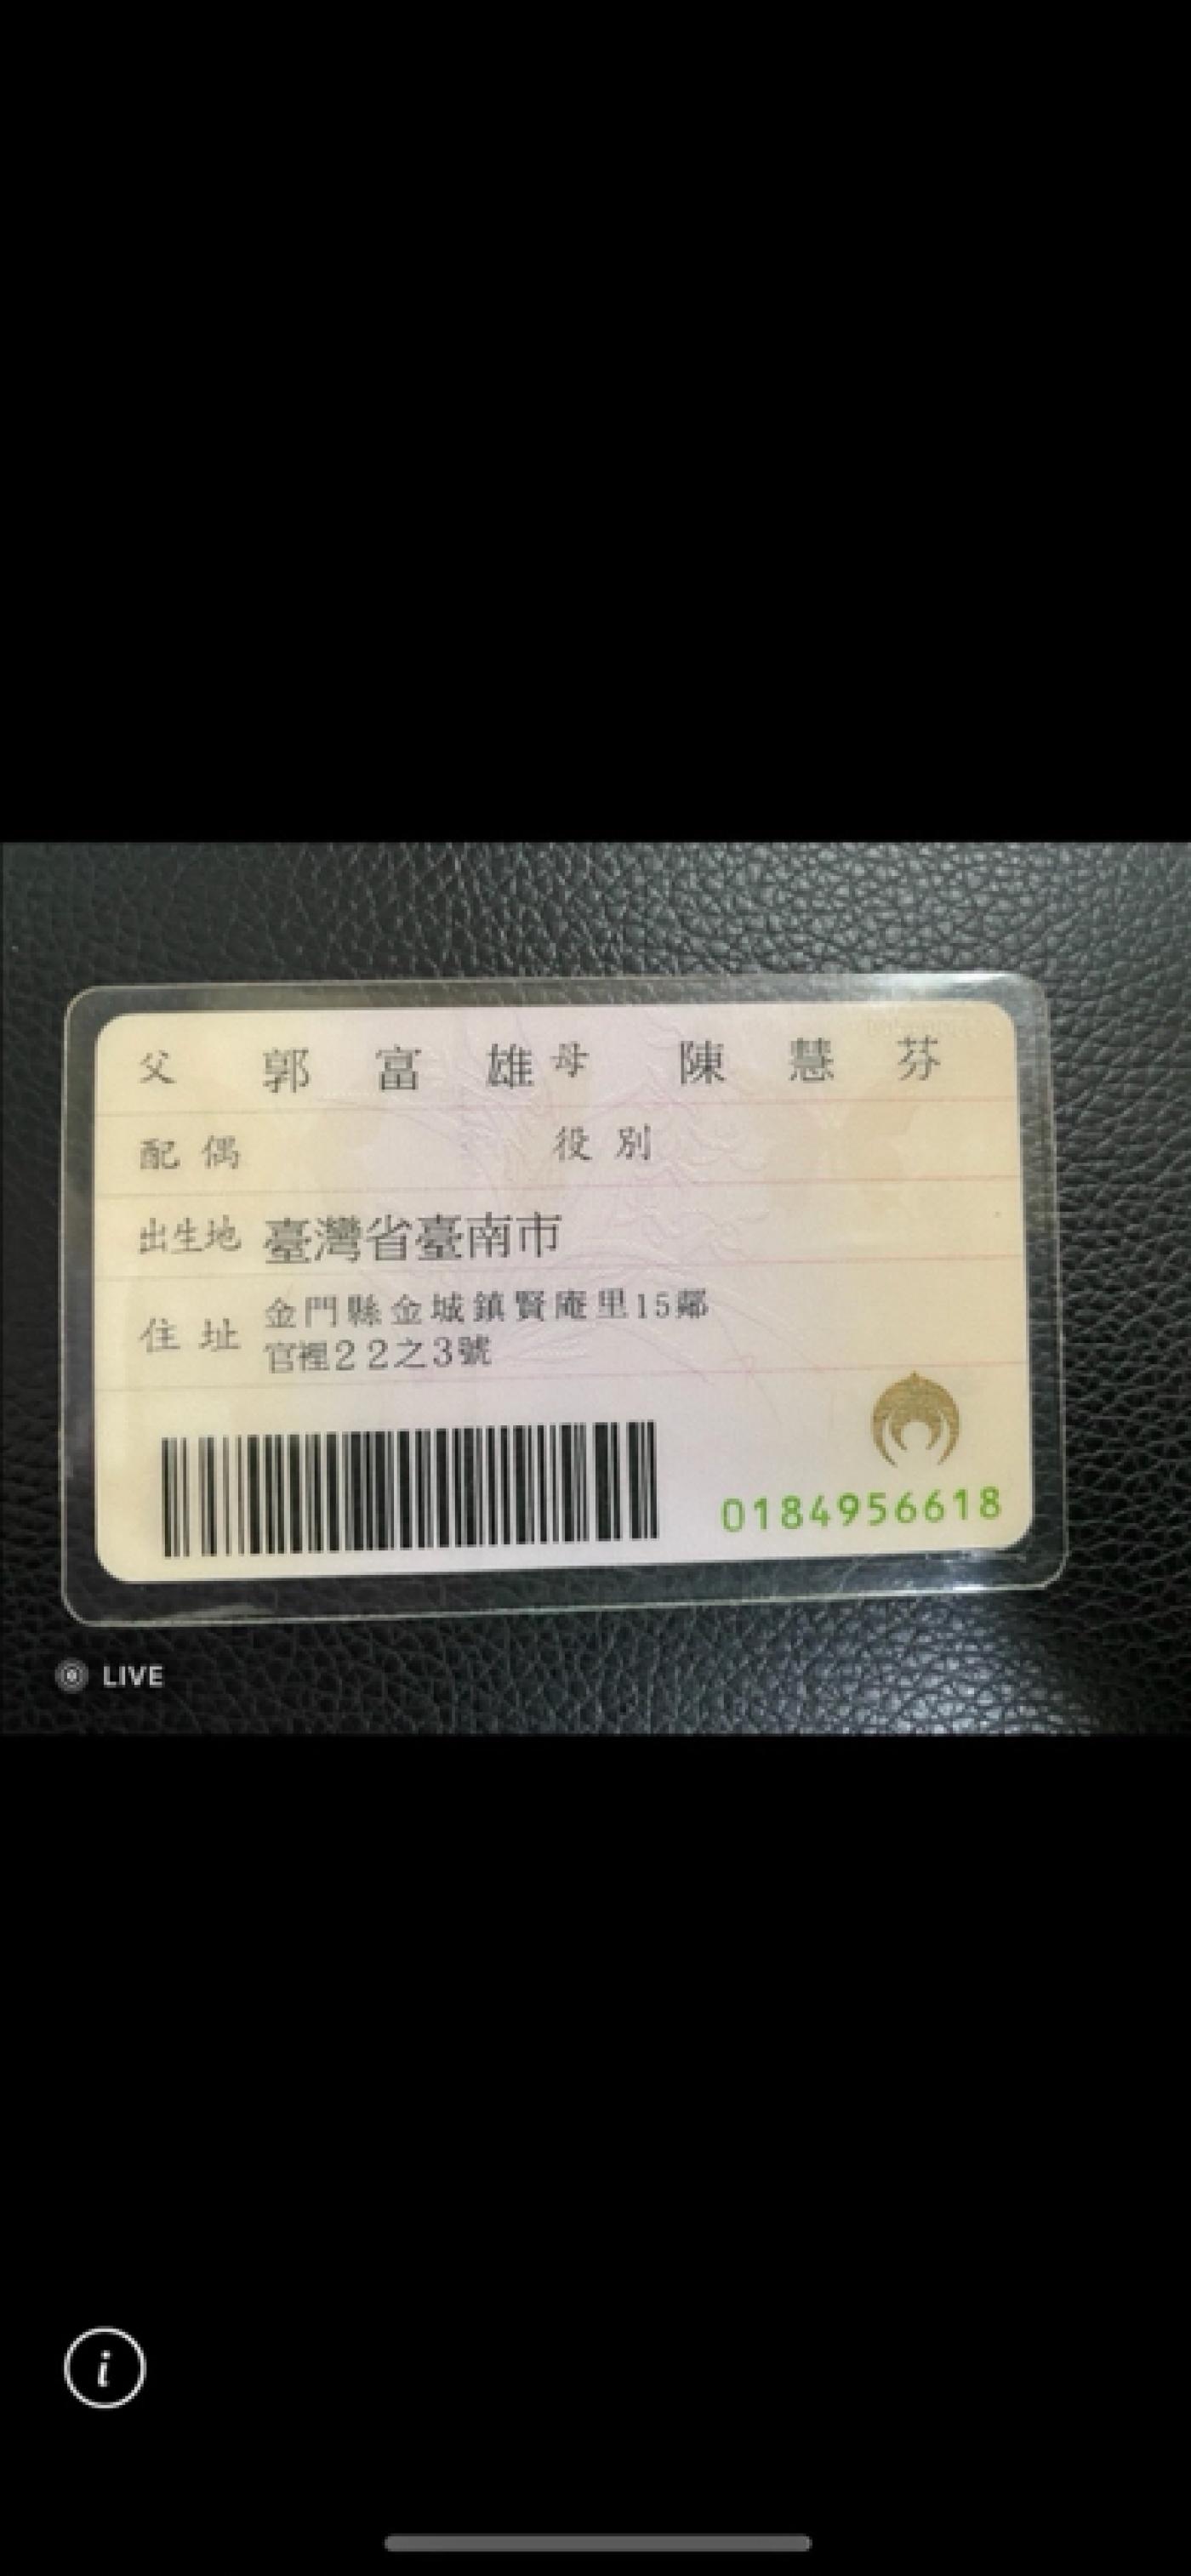 父 郭富雄 母 陳慧芬
配偶 役別
出生地 臺灣省臺南市
住址 金門縣金城鎮賢庵里15鄰
官裡22之3號
0184956618
LIVE
i